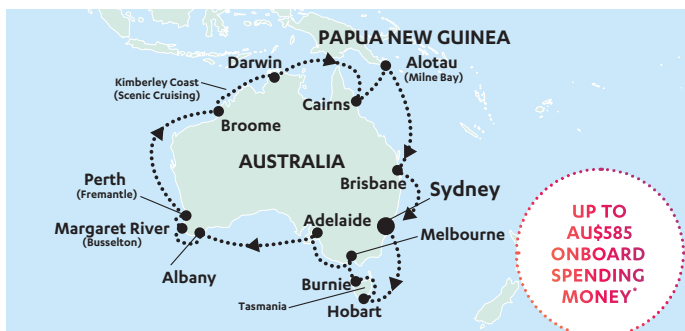 PAPUA NEW GUINEA
Darwin
Alotau
(Milne Bay)
Kimberley Coast
(Scenic Cruising)
Cairns
Broome
AUSTRALIA
Brisbane
Perth
(Fremantle)
Sydney
Margaret River
(Busselton)
Adelaide
Melbourne
Albany
Burnie
Tasmania
Hobart
UP TO
AU$585
ONBOARD
SPENDING
MONEY*